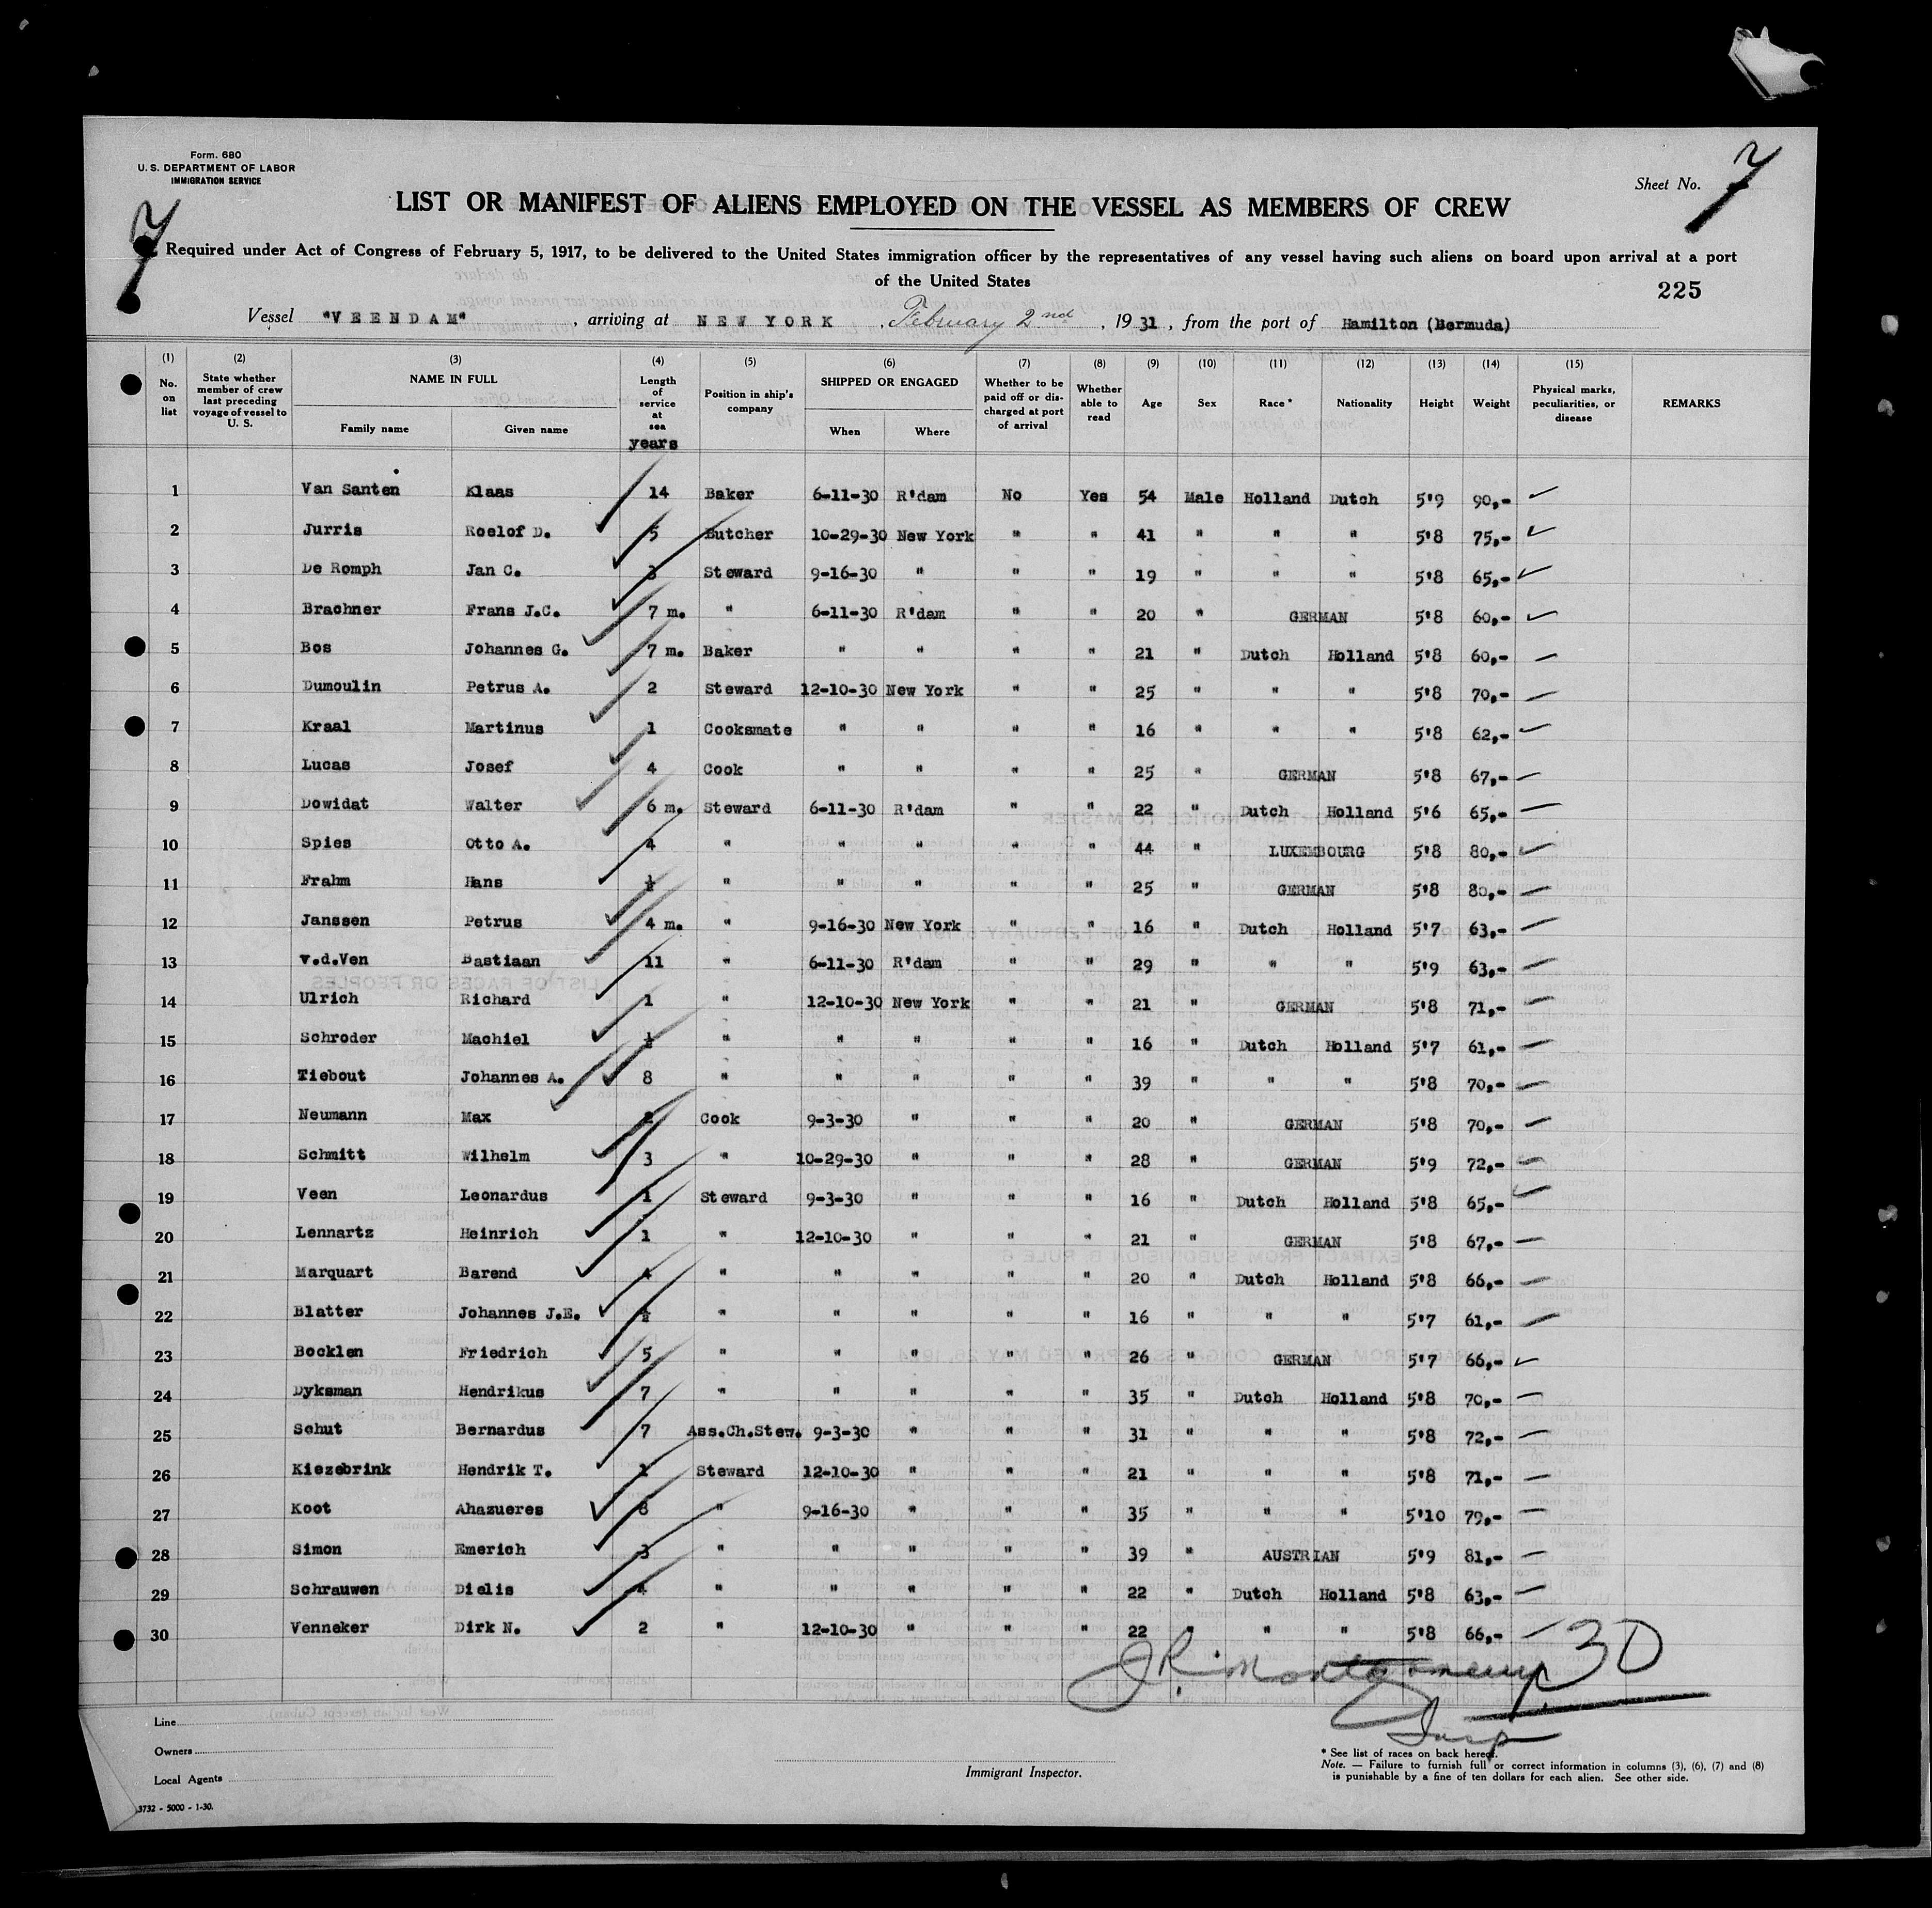 Form. 680
U. S. DEPARTMENT OF LABOR
IMMIGRATION SERVICE
Sheet No. 7
7
LIST OR MANIFEST OF ALIENS EMPLOYED ON THE VESSEL AS MEMBERS OF CREW
Required under Act of Congress of February 5, 1917, to be delivered to the United States immigration officer by the representatives of any vessel having such aliens on board upon arrival at a port
of the United States
225
Vessel "VEENDAM" , arriving at NEW YORK , February 2nd , 1931 , from the port of Hamilton (Bermuda)
(1) No. on list (2) State whether member of crew last preceding voyage of vessel to U. S. (3) NAME IN FULL Family name Given name (4) Length of service at sea years (5) Position in ship's company (6) SHIPPED OR ENGAGED When Where (7) Whether to be paid off or discharged at port of arrival (8) Whether able to read (9) Age (10) Sex (11) Race* (12) Nationality (13) Height (14) Weight (15) Physical marks, peculiarities, or disease REMARKS
1 Van Santen Klaas 14 Baker 6-11-30 R'dam No Yes 54 Male Holland Dutch 5'9 90,-
2 Jurris Roelof D. 5 Butcher 10-29-30 New York " " 41 " " " 5'8 75,-
3 De Romph Jan C. 3 Steward 9-16-30 " " " 19 " " " 5'8 65,-
4 Brachner Frans J.C. 7 m. " 6-11-30 R'dam " " 20 " GERMAN 5'8 60,-
5 Bos Johannes G. 7 m. Baker " " " " 21 " Dutch Holland 5'8 60,-
6 Dumoulin Petrus A. 2 Steward 12-10-30 New York " " 25 " " " 5'8 70,-
7 Kraal Martinus 1 Cooksmate " " " " 16 " " " 5'8 62,-
8 Lucas Josef 4 Cook " " " " 25 " GERMAN 5'8 67,-
9 Dowidat Walter 6 m. Steward 6-11-30 R'dam " " 22 " Dutch Holland 5'6 65,-
10 Spies Otto A. 4 " " " " " 44 " LUXEMBOURG 5'8 80,-
11 Frahm Hans ½ " " " " " 25 " GERMAN 5'8 80,-
12 Janssen Petrus 4 m. " 9-16-30 New York " " 16 " Dutch Holland 5'7 63,-
13 v.d.Ven Bastiaan 11 " 6-11-30 R'dam " " 29 " " " 5'9 63,-
14 Ulrich Richard 1 " 12-10-30 New York " " 21 " GERMAN 5'8 71,-
15 Schroder Machiel ½ " " " " " 16 " Dutch Holland 5'7 61,-
16 Tiebout Johannes A. 8 " " " " " 39 " " " 5'8 70,-
17 Neumann Max 2 Cook 9-3-30 " " " 20 " GERMAN 5'8 70,-
18 Schmitt Wilhelm 3 " 10-29-30 " " " 28 " GERMAN 5'9 72,-
19 Veen Leonardus 1 Steward 9-3-30 " " " 16 " Dutch Holland 5'8 65,-
20 Lennartz Heinrich 1 " 12-10-30 " " " 21 " GERMAN 5'8 67,-
21 Marquart Barend 4 " " " " " 20 " Dutch Holland 5'8 66,-
22 Blatter Johannes J.E. ½ " " " " " 16 " " " 5'7 61,-
23 Bocklen Friedrich 5 " " " " " 26 " GERMAN 5'7 66,-
24 Dyksman Hendrikus 7 " " " " " 35 " Dutch Holland 5'8 70,-
25 Schut Bernardus 7 Ass.Ch.Stew. 9-3-30 " " " 31 " " " 5'8 72,-
26 Kiezebrink Hendrik T. 1 Steward 12-10-30 " " " 21 " " " 5'8 71,-
27 Koot Ahazueres 8 " 9-16-30 " " " 35 " " " 5'10 79,-
28 Simon Emerich 3 " " " " " 39 " AUSTRIAN 5'9 81,-
29 Schrauwen Dielis 4 " " " " " 22 " Dutch Holland 5'8 63,-
30 Venneker Dirk N. 2 " 12-10-30 " " " 22 " " " 5'8 66,-
30
J R Montgomery
Insp
Line
Owners
Local Agents
Immigrant Inspector.
* See list of races on back hereof.
Note. — Failure to furnish full or correct information in columns (3), (6), (7) and (8)
is punishable by a fine of ten dollars for each alien. See other side.
3732 - 5000 - 1-30.